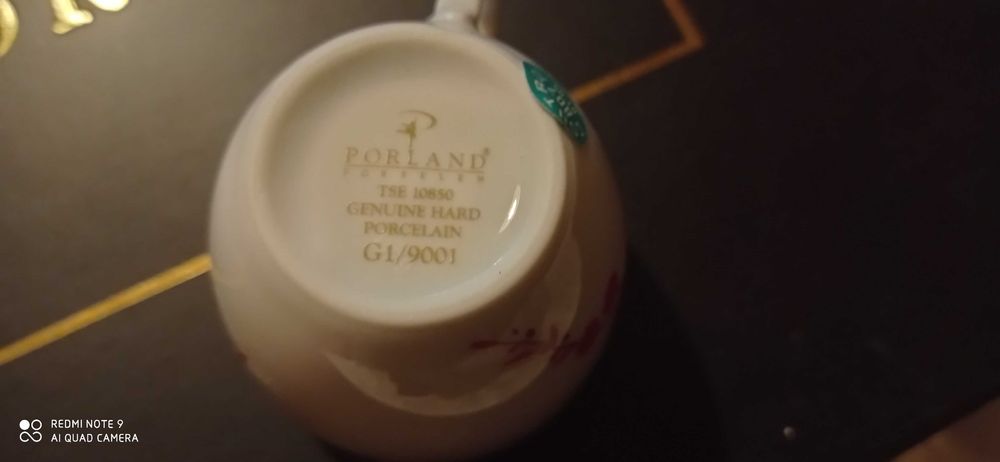 PORLAND®
PORSELEN
TSE 10850
GENUINE HARD
PORCELAIN
G1/9001
REDMI NOTE 9
AI QUAD CAMERA